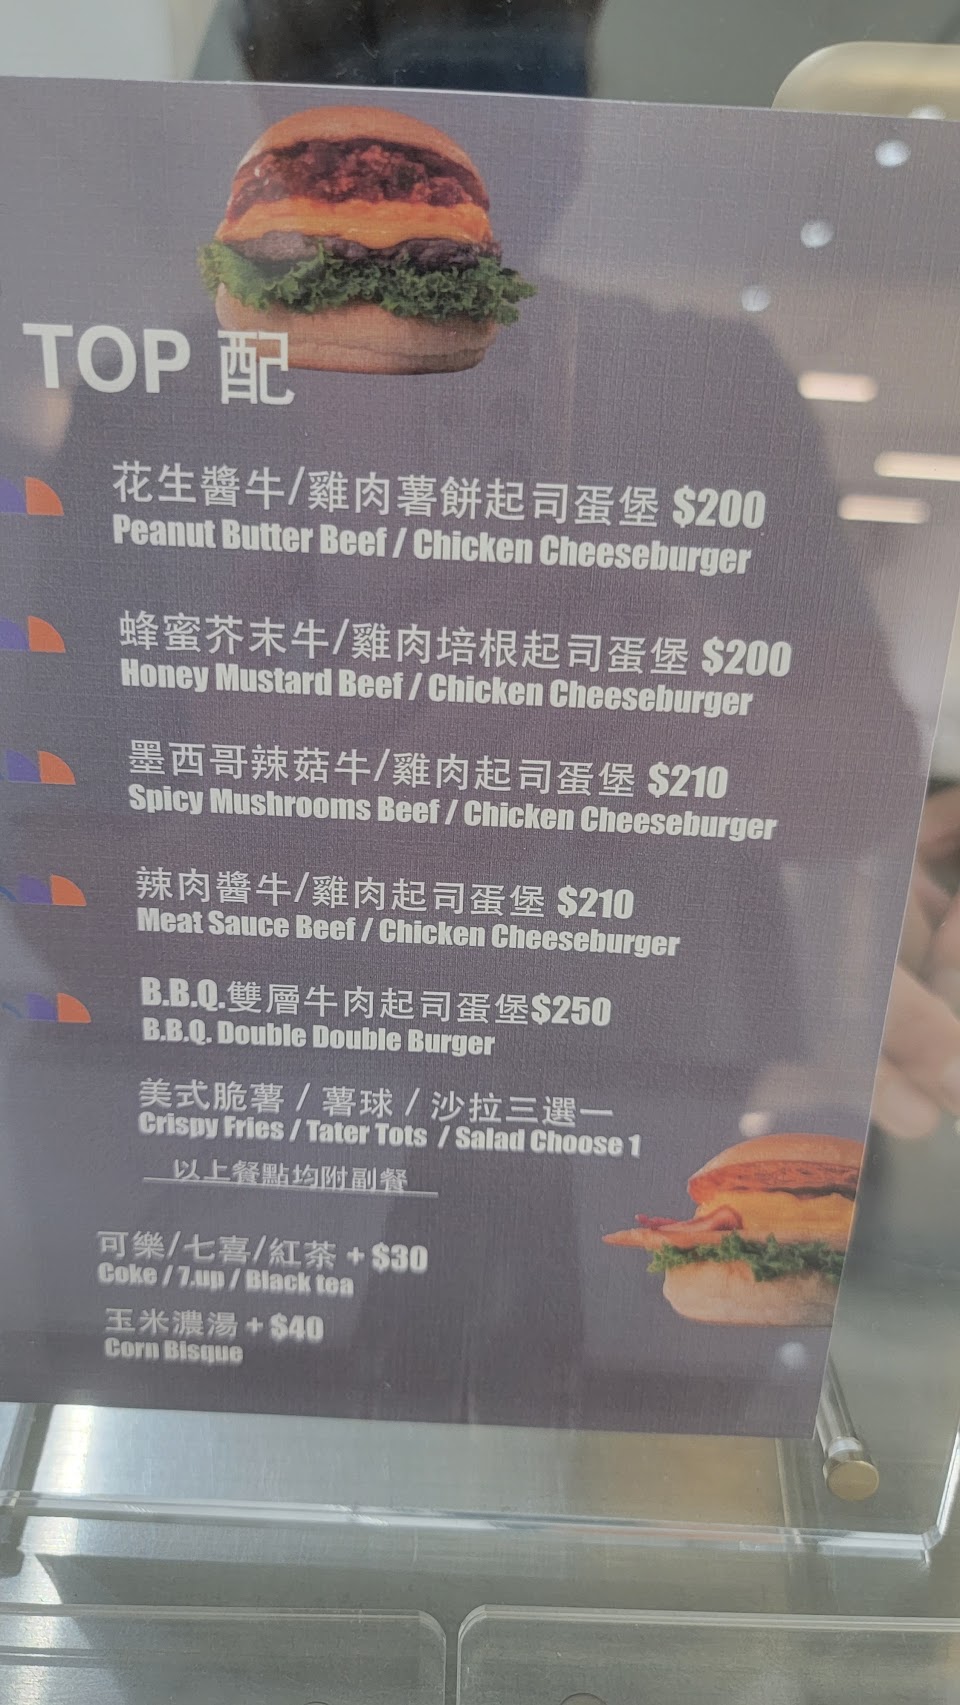 TOP 配
花生醬牛/雞肉薯餅起司蛋堡 $200
Peanut Butter Beef / Chicken Cheeseburger
蜂蜜芥末牛/雞肉培根起司蛋堡 $200
Honey Mustard Beef / Chicken Cheeseburger
墨西哥辣菇牛/雞肉起司蛋堡 $210
Spicy Mushrooms Beef / Chicken Cheeseburger
辣肉醬牛/雞肉起司蛋堡 $210
Meat Sauce Beef / Chicken Cheeseburger
B.B.Q.雙層牛肉起司蛋堡$250
B.B.Q. Double Double Burger
美式脆薯 / 薯球 / 沙拉三選一
Crispy Fries / Tater Tots / Salad Choose 1
以上餐點均附副餐
可樂/七喜/紅茶 + $30
Coke / 7.up / Black tea
玉米濃湯 + $40
Corn Bisque